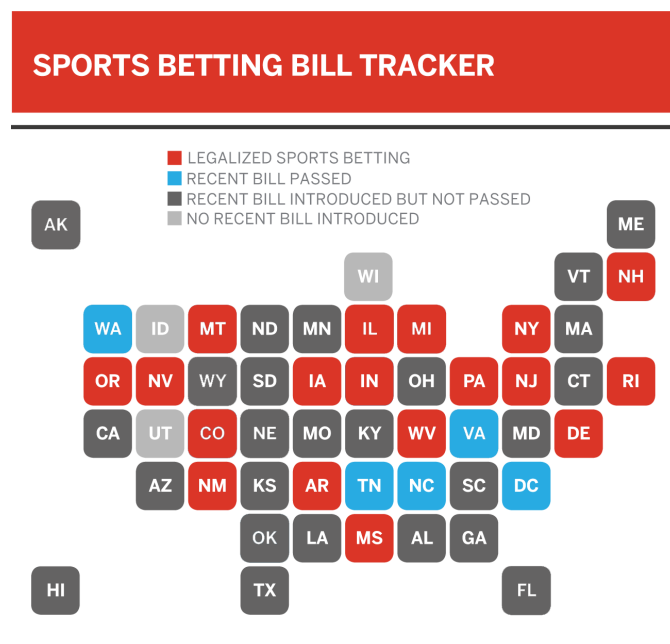 SPORTS BETTING BILL TRACKER
LEGALIZED SPORTS BETTING
RECENT BILL PASSED
RECENT BILL INTRODUCED BUT NOT PASSED
NO RECENT BILL INTRODUCED
AK ME
WI VT NH
WA ID MT ND MN IL MI NY MA
OR NV WY SD IA IN OH PA NJ CT RI
CA UT CO NE MO KY WV VA MD DE
AZ NM KS AR TN NC SC DC
OK LA MS AL GA
HI TX FL